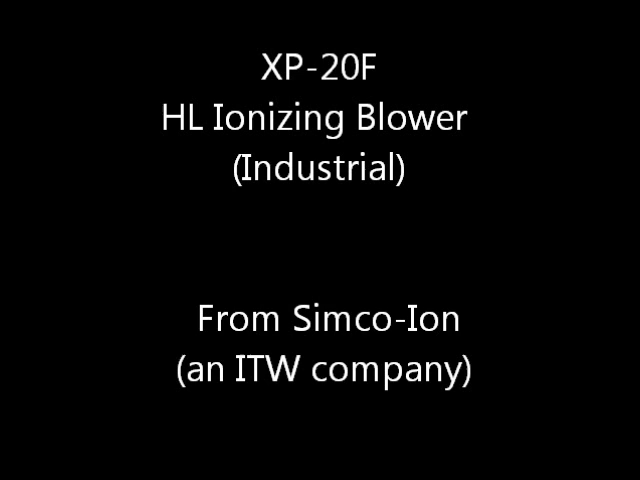 XP-20F
HL Ionizing Blower
(Industrial)
From Simco-Ion
(an ITW company)